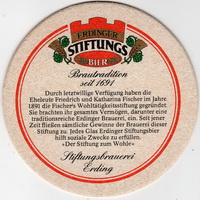 ERDINGER
STIFTUNGS
BIER
Brautradition
seit 1691
Durch letztwillige Verfügung haben die
Eheleute Friedrich und Katharina Fischer im Jahre
1891 die Fischer's Wohltätigkeitsstiftung gegründet.
Sie brachten ihr gesamtes Vermögen, darunter eine
traditionsreiche Erdinger Brauerei, ein. Seit jener
Zeit fließen sämtliche Gewinne der Brauerei dieser
Stiftung zu. Jedes Glas Erdinger Stiftungsbier
hilft soziale Zwecke zu erfüllen.
»Der Stiftung zum Wohle«
Stiftungsbrauerei
Erding